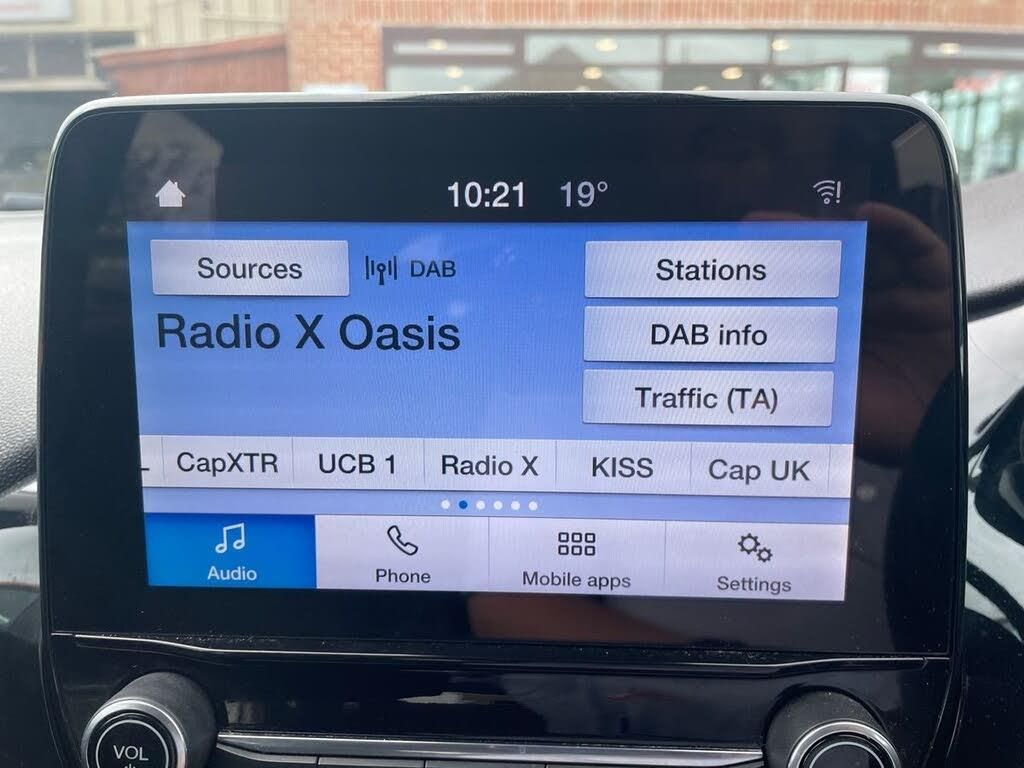 10:21 19°
Sources DAB Stations
Radio X Oasis
DAB info
Traffic (TA)
CapXTR UCB 1 Radio X KISS Cap UK
Audio Phone Mobile apps Settings
VOL